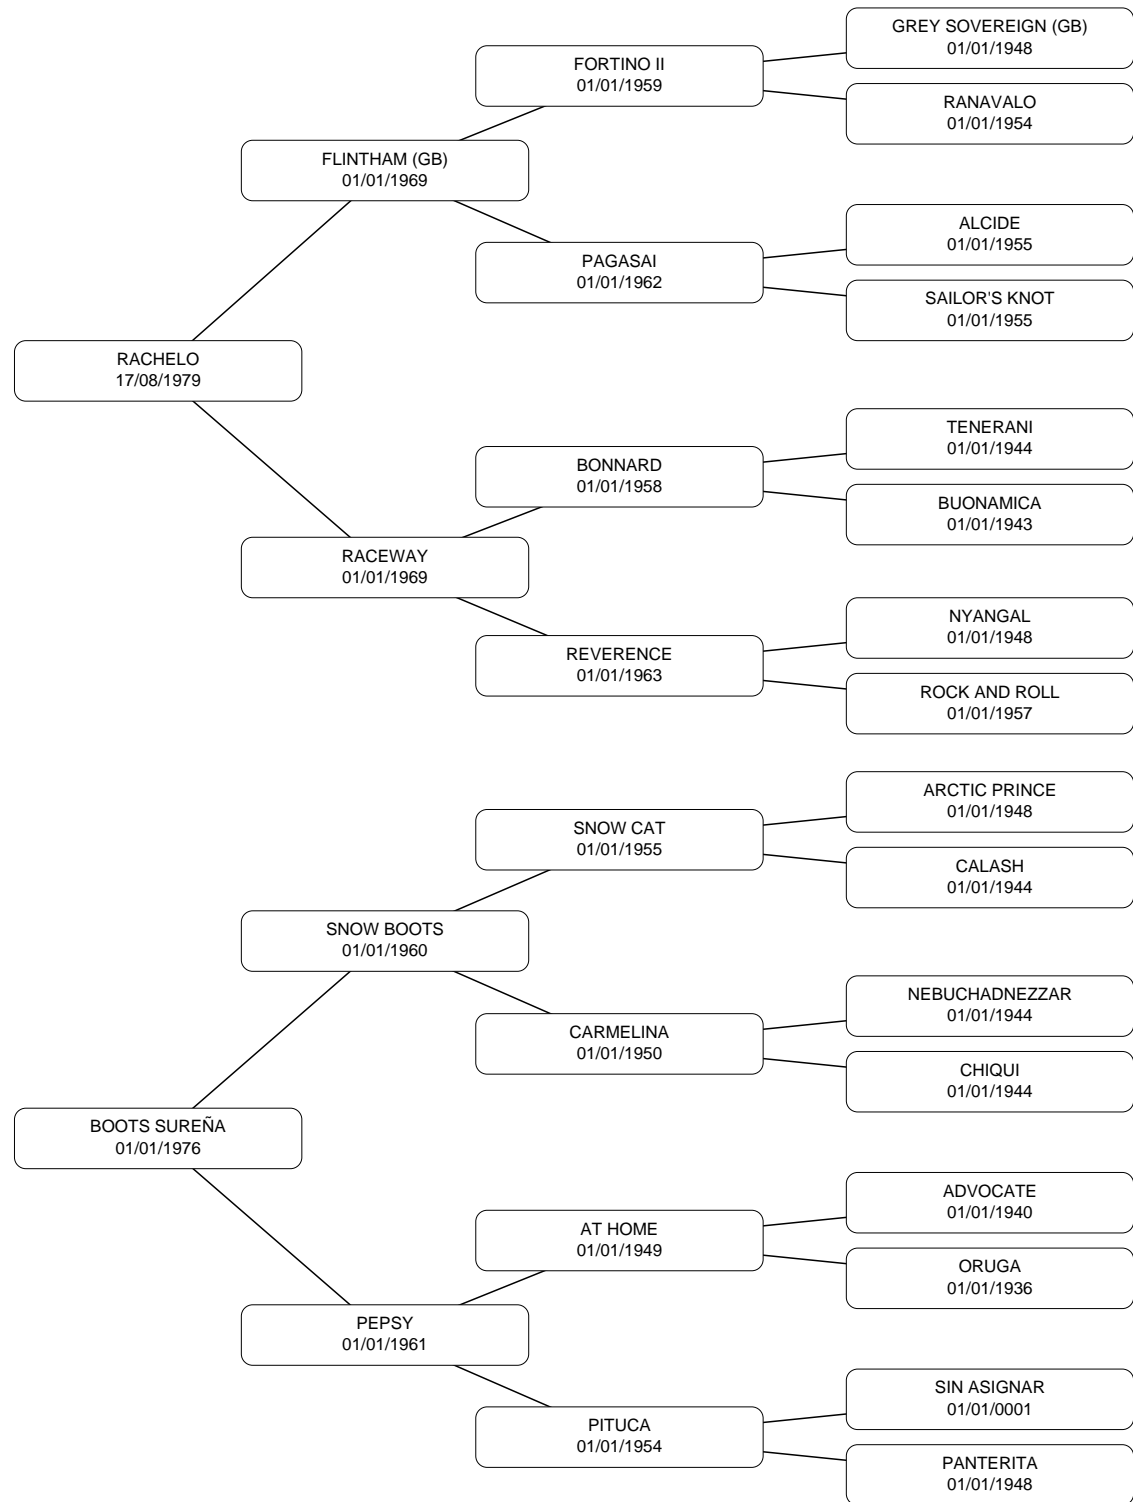 GREY SOVEREIGN (GB)
01/01/1948
FORTINO II
01/01/1959
RANAVALO
01/01/1954
FLINTHAM (GB)
01/01/1969
ALCIDE
01/01/1955
PAGASAI
01/01/1962
SAILOR'S KNOT
01/01/1955
RACHELO
17/08/1979
TENERANI
01/01/1944
BONNARD
01/01/1958
BUONAMICA
01/01/1943
RACEWAY
01/01/1969
NYANGAL
01/01/1948
REVERENCE
01/01/1963
ROCK AND ROLL
01/01/1957
ARCTIC PRINCE
01/01/1948
SNOW CAT
01/01/1955
CALASH
01/01/1944
SNOW BOOTS
01/01/1960
NEBUCHADNEZZAR
01/01/1944
CARMELINA
01/01/1950
CHIQUI
01/01/1944
BOOTS SUREÑA
01/01/1976
ADVOCATE
01/01/1940
AT HOME
01/01/1949
ORUGA
01/01/1936
PEPSY
01/01/1961
SIN ASIGNAR
01/01/0001
PITUCA
01/01/1954
PANTERITA
01/01/1948